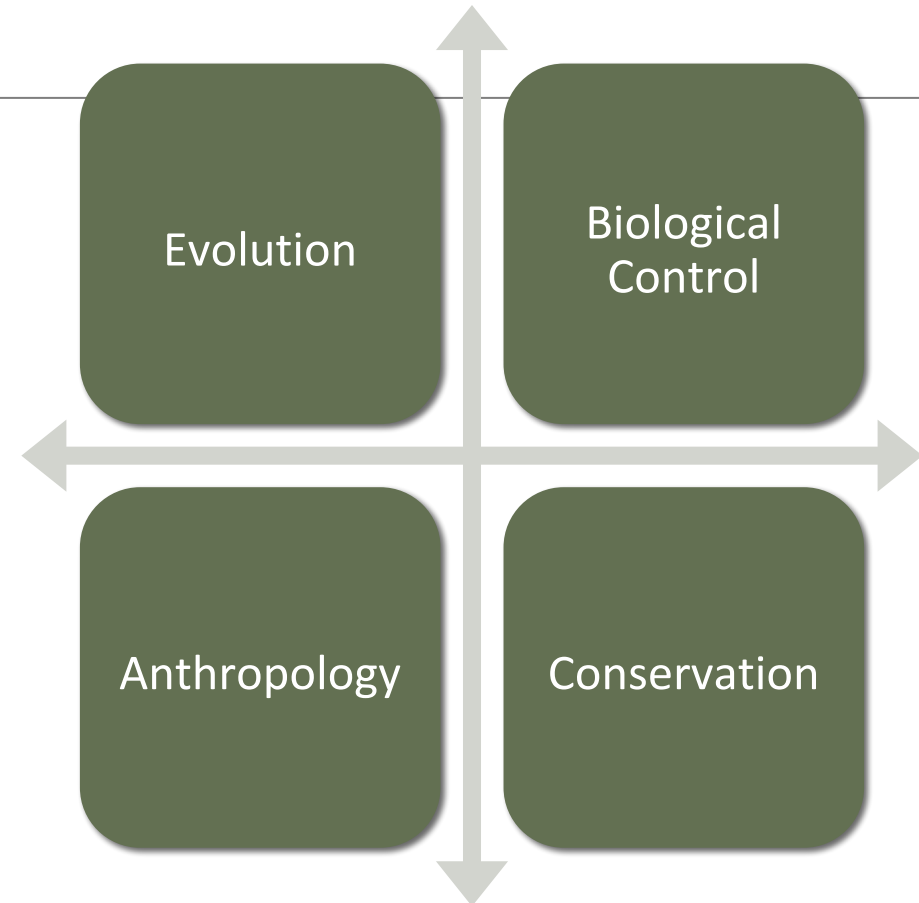 Evolution
Biological
Control
Anthropology
Conservation